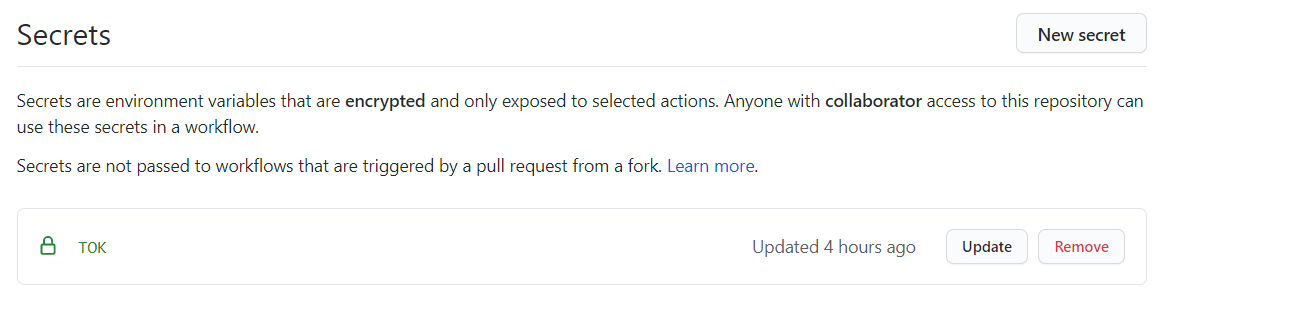 Secrets
New secret
Secrets are environment variables that are encrypted and only exposed to selected actions. Anyone with collaborator access to this repository can
use these secrets in a workflow.
Secrets are not passed to workflows that are triggered by a pull request from a fork. Learn more.
TOK
Updated 4 hours ago
Update
Remove